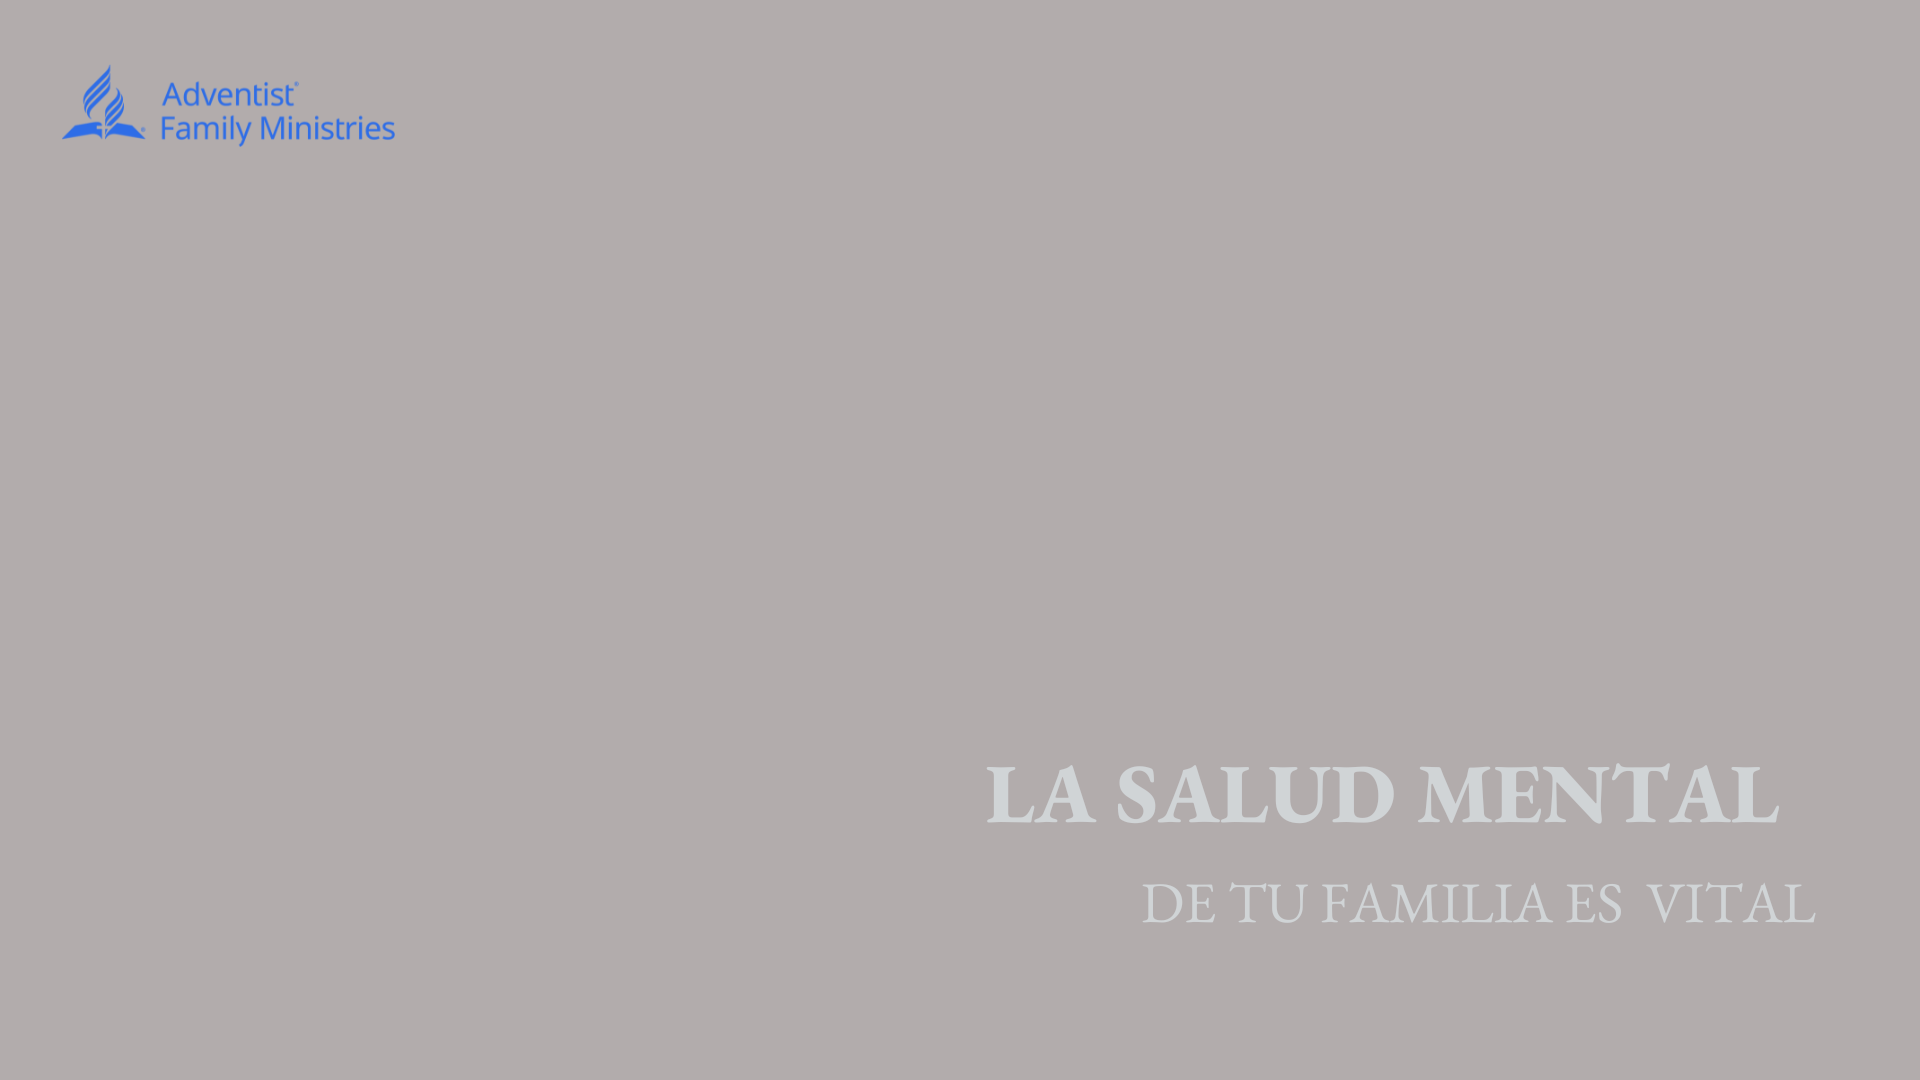 Adventist®
Family Ministries
LA SALUD MENTAL
DE TU FAMILIA ES VITAL